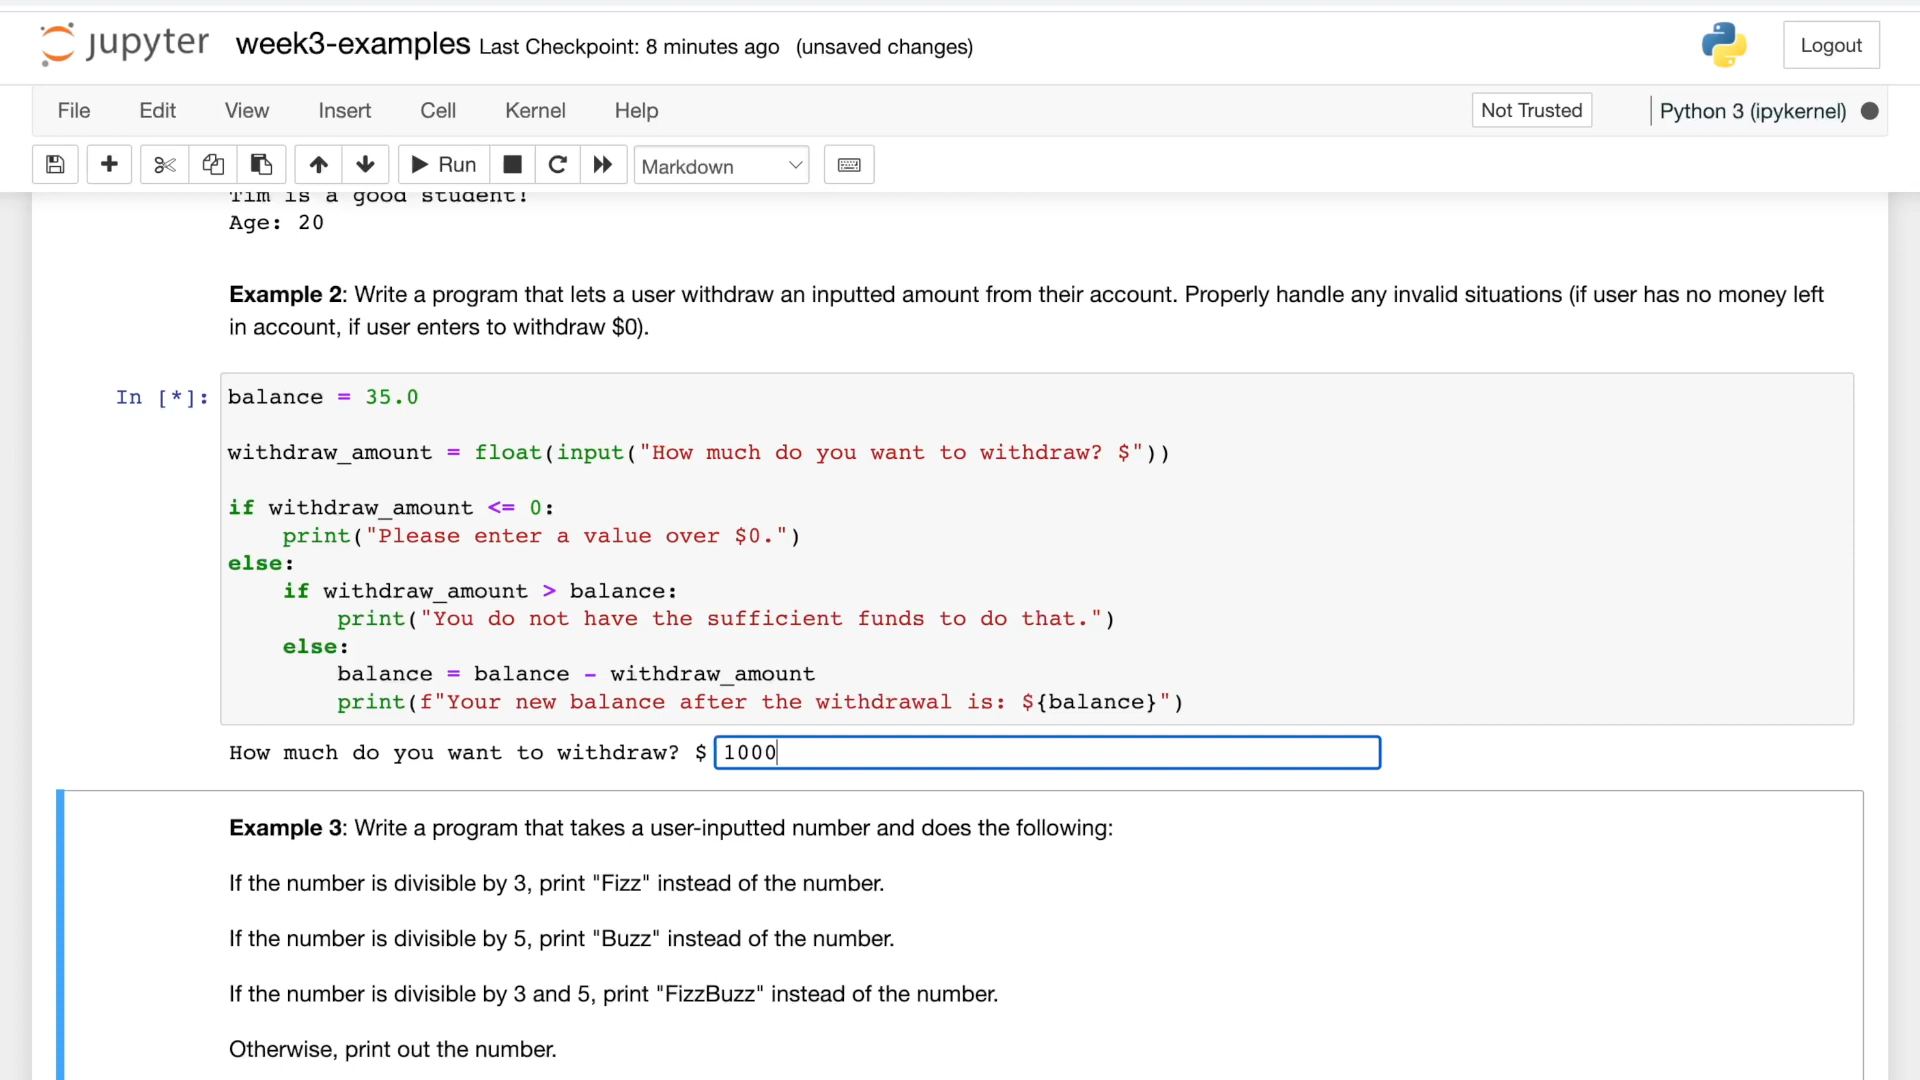 jupyter week3-examples Last Checkpoint: 8 minutes ago (unsaved changes)
Logout
File Edit View Insert Cell Kernel Help
Not Trusted
Python 3 (ipykernel)
Run
Markdown
Tim is a good student!
Age: 20
Example 2: Write a program that lets a user withdraw an inputted amount from their account. Properly handle any invalid situations (if user has no money left
in account, if user enters to withdraw $0).
In [*]:
balance = 35.0
withdraw_amount = float(input("How much do you want to withdraw? $"))
if withdraw_amount <= 0:
    print("Please enter a value over $0.")
else:
    if withdraw_amount > balance:
        print("You do not have the sufficient funds to do that.")
    else:
        balance = balance - withdraw_amount
        print(f"Your new balance after the withdrawal is: ${balance}")
How much do you want to withdraw? $ 1000
Example 3: Write a program that takes a user-inputted number and does the following:
If the number is divisible by 3, print "Fizz" instead of the number.
If the number is divisible by 5, print "Buzz" instead of the number.
If the number is divisible by 3 and 5, print "FizzBuzz" instead of the number.
Otherwise, print out the number.